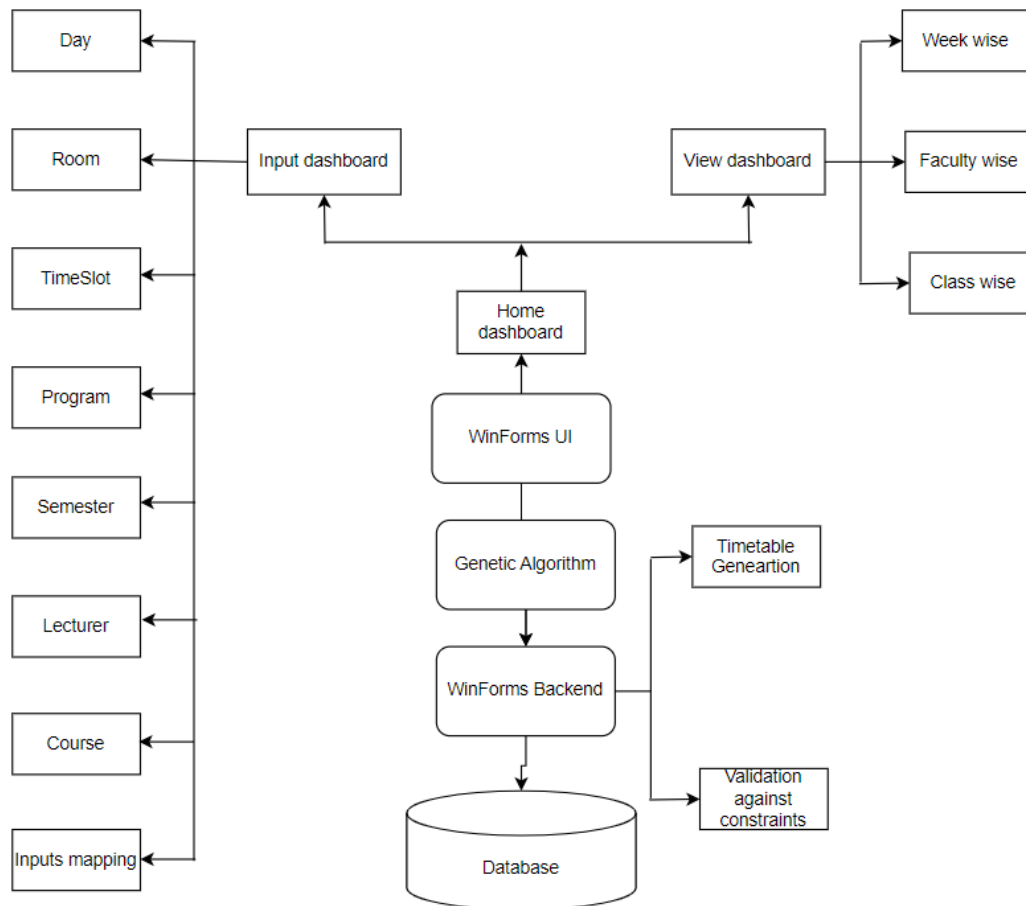 Day
Week wise
Room
Input dashboard
View dashboard
Faculty wise
TimeSlot
Class wise
Home
dashboard
Program
WinForms UI
Semester
Genetic Algorithm
Timetable
Geneartion
Lecturer
WinForms Backend
Course
Validation
against
constraints
Inputs mapping
Database